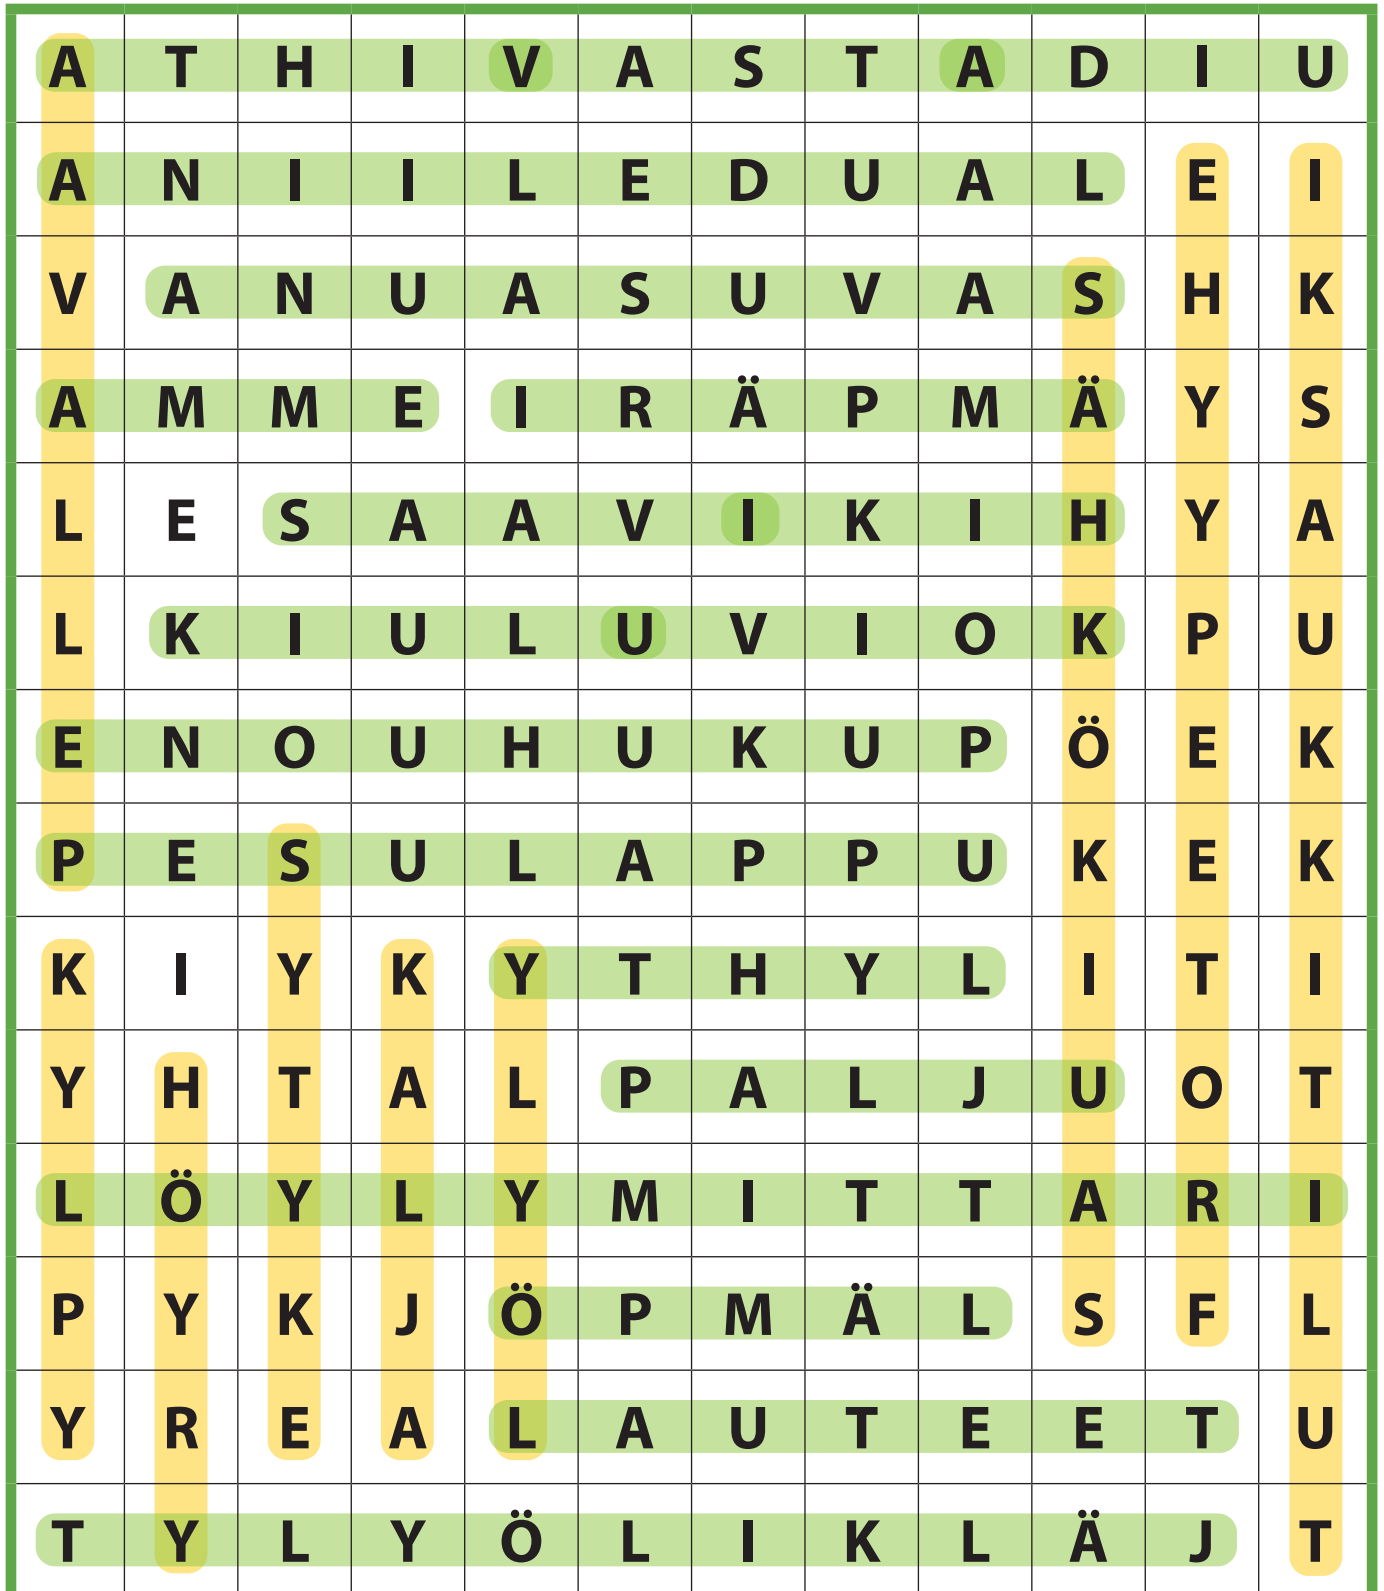 A T H I V A S T A D I U
A N I I L E D U A L E I
V A N U A S U V A S H K
A M M E I R Ä P M Ä Y S
L E S A A V I K I H Y A
L K I U L U V I O K P U
E N O U H U K U P Ö E K
P E S U L A P P U K E K
K I Y K Y T H Y L I T I
Y H T A L P A L J U O T
L Ö Y L Y M I T T A R I
P Y K J Ö P M Ä L S F L
Y R E A L A U T E E T U
T Y L Y Ö L I K L Ä J T